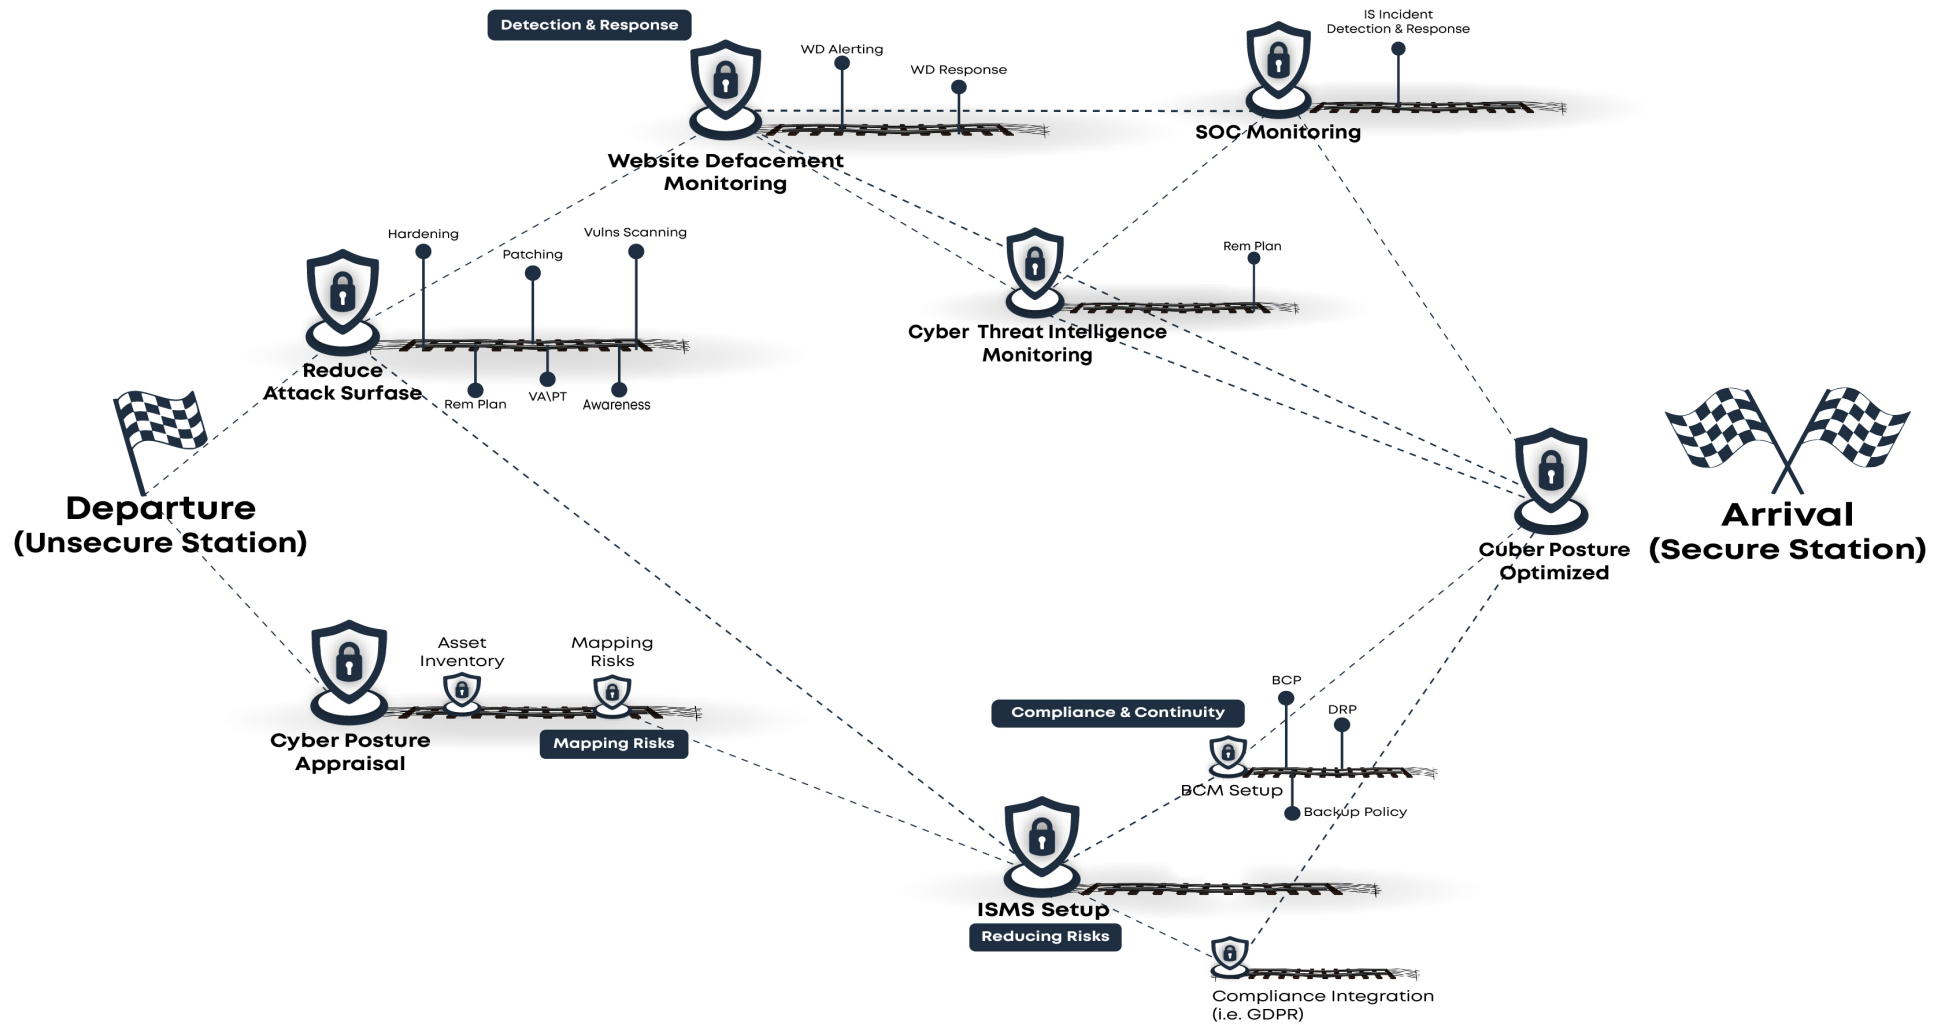 Detection & Response
WD Alerting
WD Response
IS Incident
Detection & Response
SOC Monitoring
Website Defacement
Monitoring
Hardening
Patching
Vulns Scanning
Rem Plan
Cyber Threat Intelligence
Monitoring
Reduce
Attack Surfase
Rem Plan
VA\PT
Awareness
Departure
(Unsecure Station)
Arrival
(Secure Station)
Cuber Posture
Optimized
Asset
Inventory
Mapping
Risks
Cyber Posture
Appraisal
Mapping Risks
Compliance & Continuity
BCP
DRP
BCM Setup
Backup Policy
ISMS Setup
Reducing Risks
Compliance Integration
(i.e. GDPR)